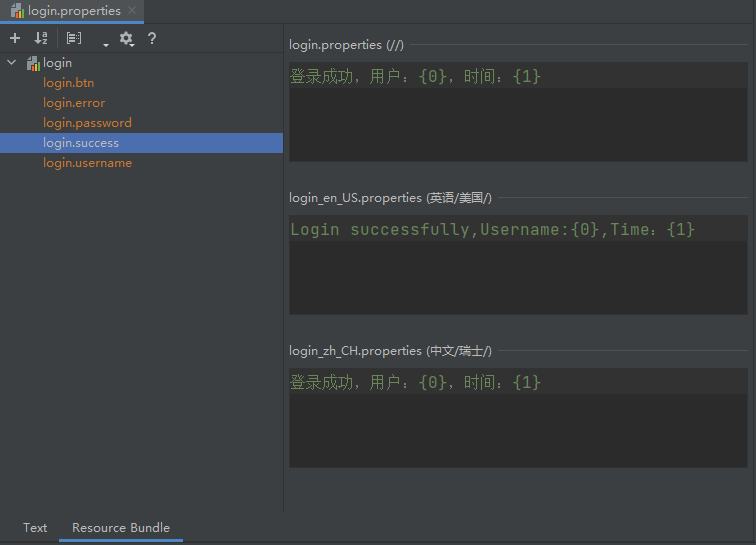 login.properties
login
login.btn
login.error
login.password
login.success
login.username
login.properties (//)
登录成功，用户：{0}，时间：{1}
login_en_US.properties (英语/美国/)
Login successfully,Username:{0},Time：{1}
login_zh_CH.properties (中文/瑞士/)
登录成功，用户：{0}，时间：{1}
Text
Resource Bundle